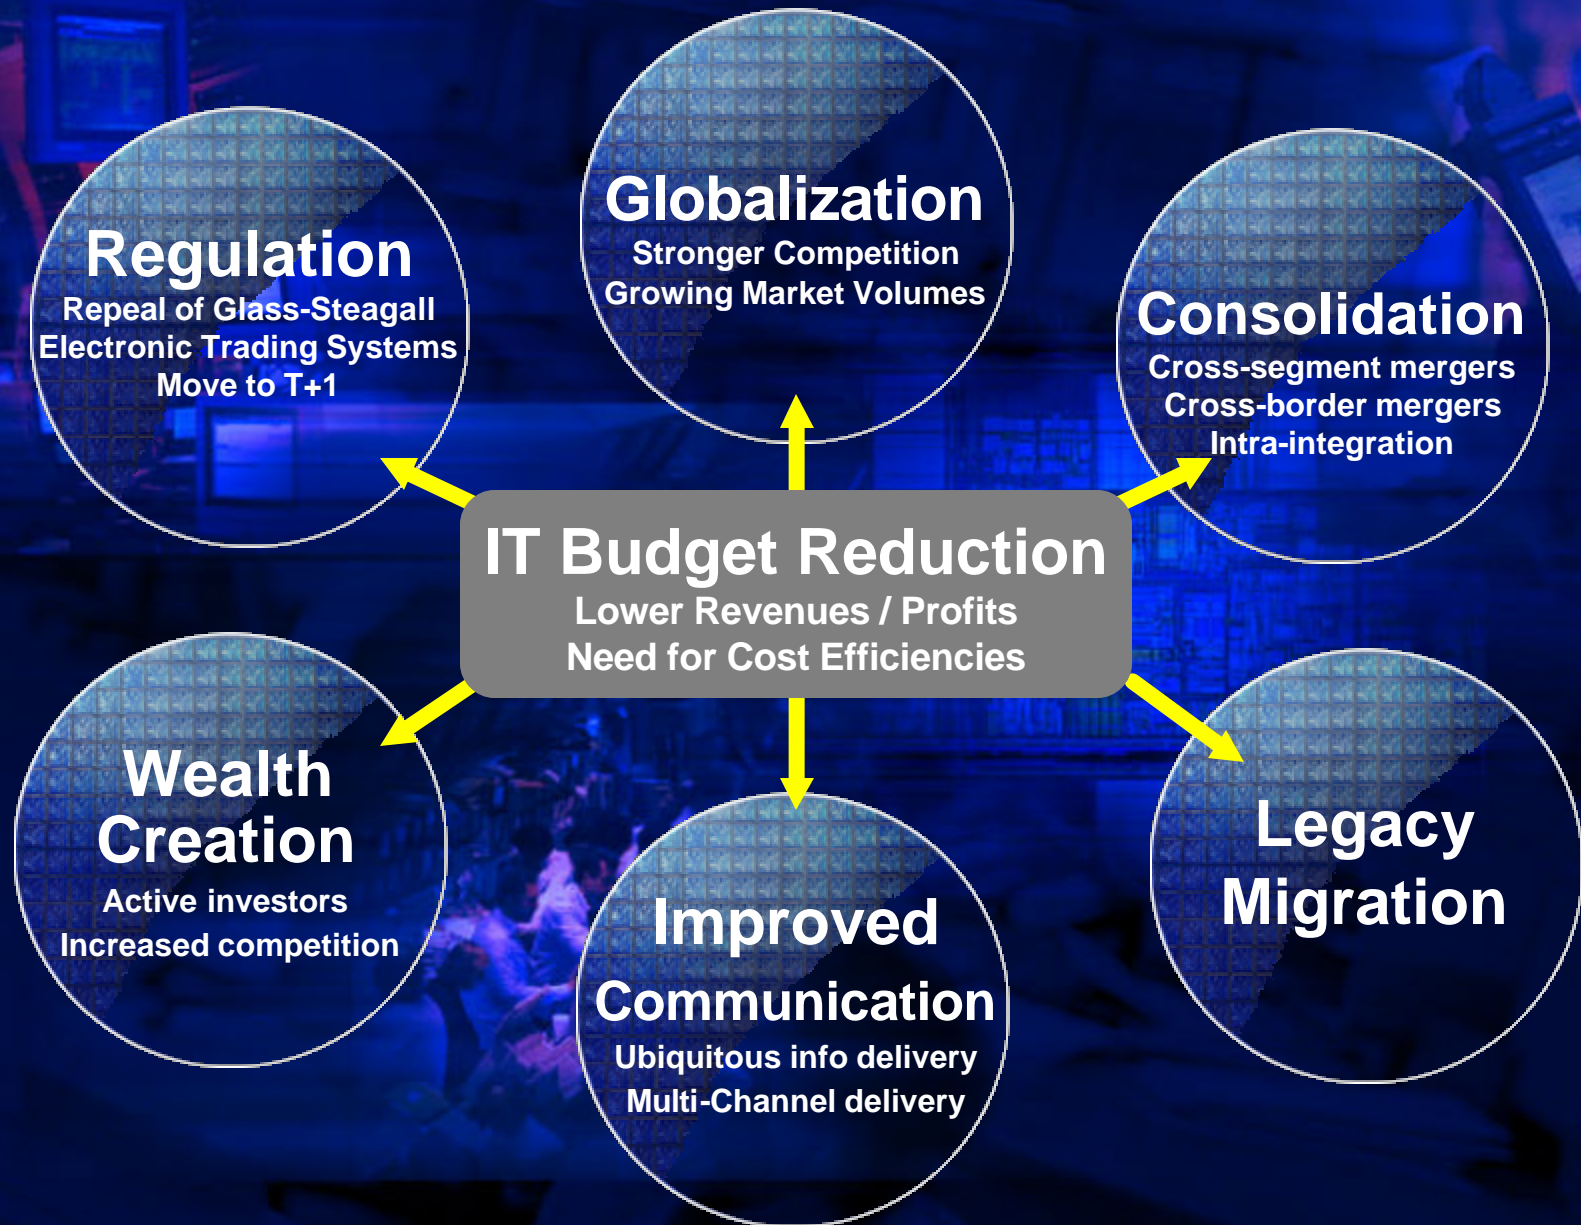 Regulation
Repeal of Glass-Steagall
Electronic Trading Systems
Move to T+1
Globalization
Stronger Competition
Growing Market Volumes
Consolidation
Cross-segment mergers
Cross-border mergers
Intra-integration
IT Budget Reduction
Lower Revenues / Profits
Need for Cost Efficiencies
Wealth
Creation
Active investors
Increased competition
Improved
Communication
Ubiquitous info delivery
Multi-Channel delivery
Legacy
Migration